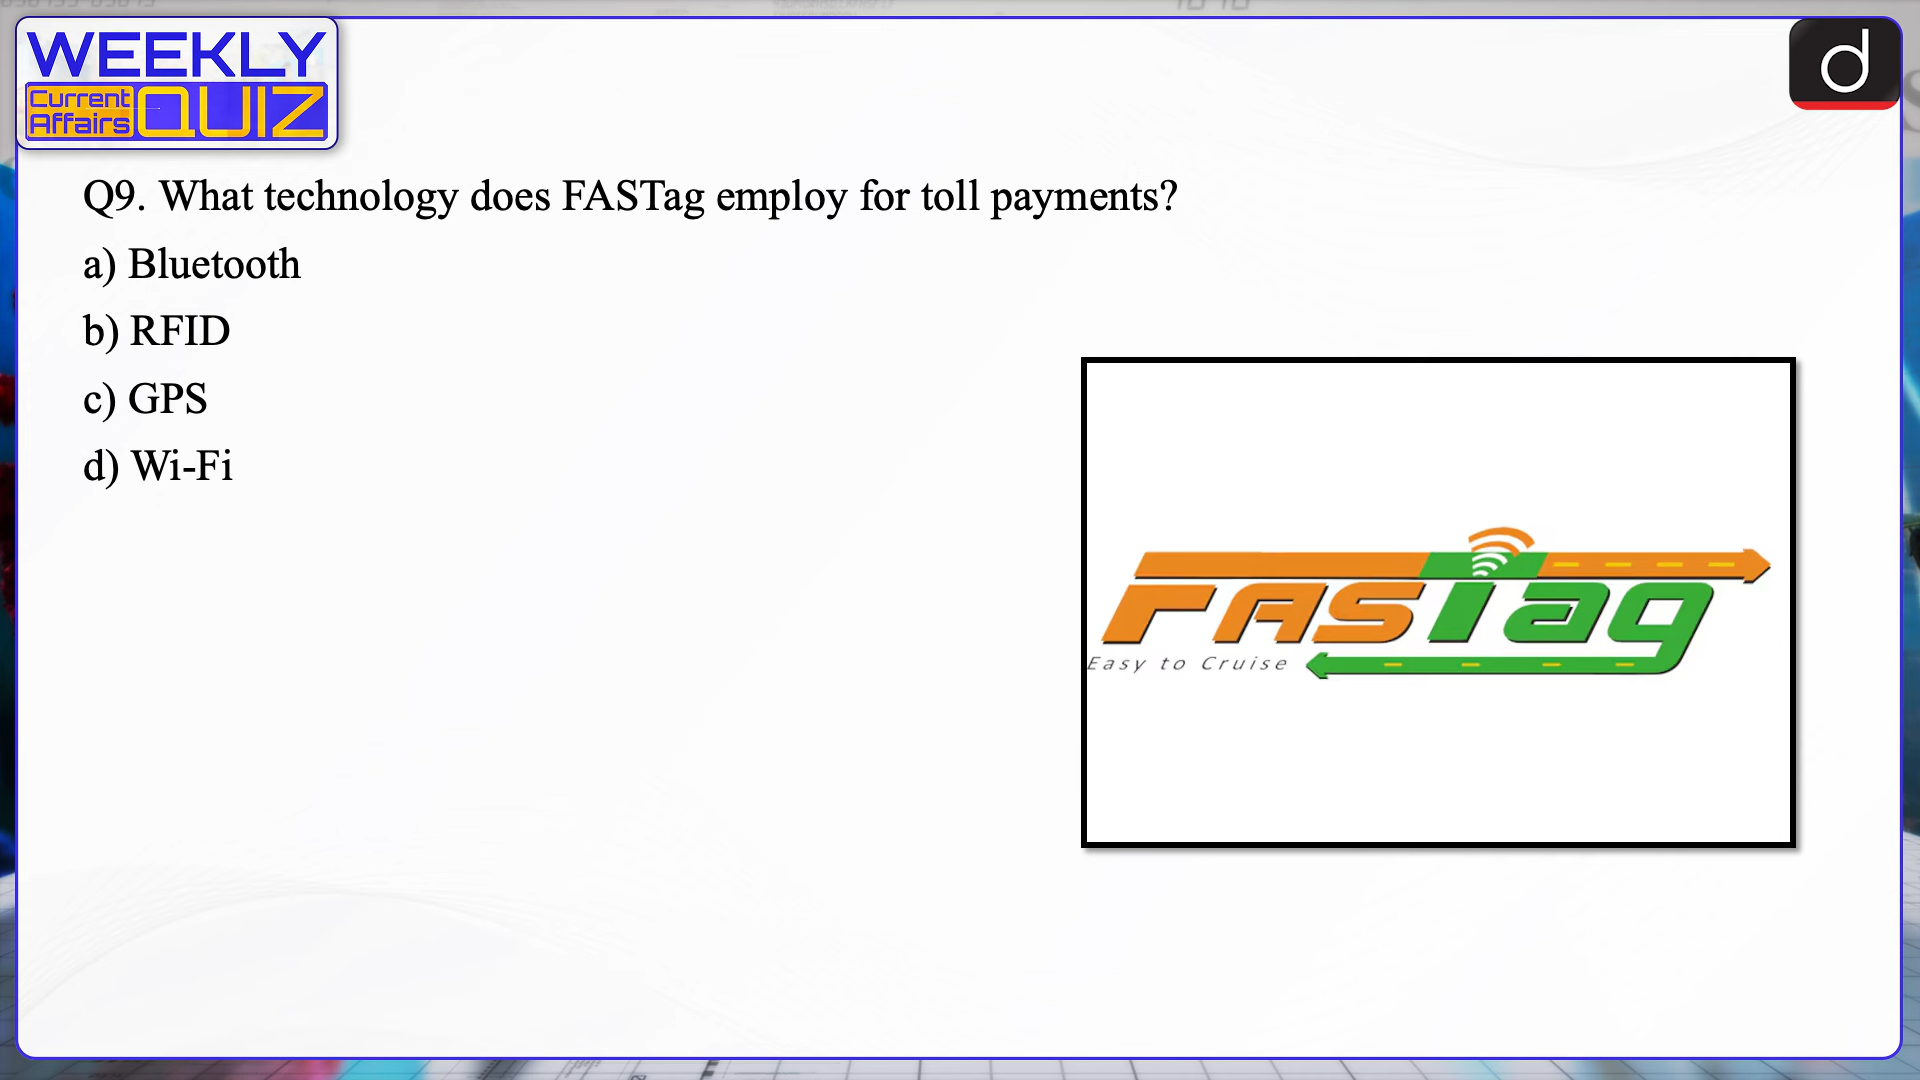 WEEKLY
Current
Affairs
QUIZ
d
Q9. What technology does FASTag employ for toll payments?
a) Bluetooth
b) RFID
c) GPS
d) Wi-Fi
FASTag
Easy to Cruise